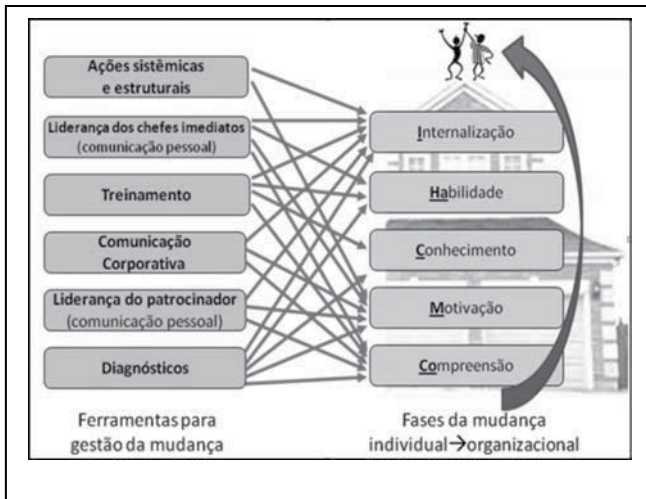 Ações sistêmicas
e estruturais
Liderança dos chefes imediatos
(comunicação pessoal)
Treinamento
Comunicação
Corporativa
Liderança do patrocinador
(comunicação pessoal)
Diagnósticos
Ferramentas para
gestão da mudança
Internalização
Habilidade
Conhecimento
Motivação
Compreensão
Fases da mudança
individual→organizacional